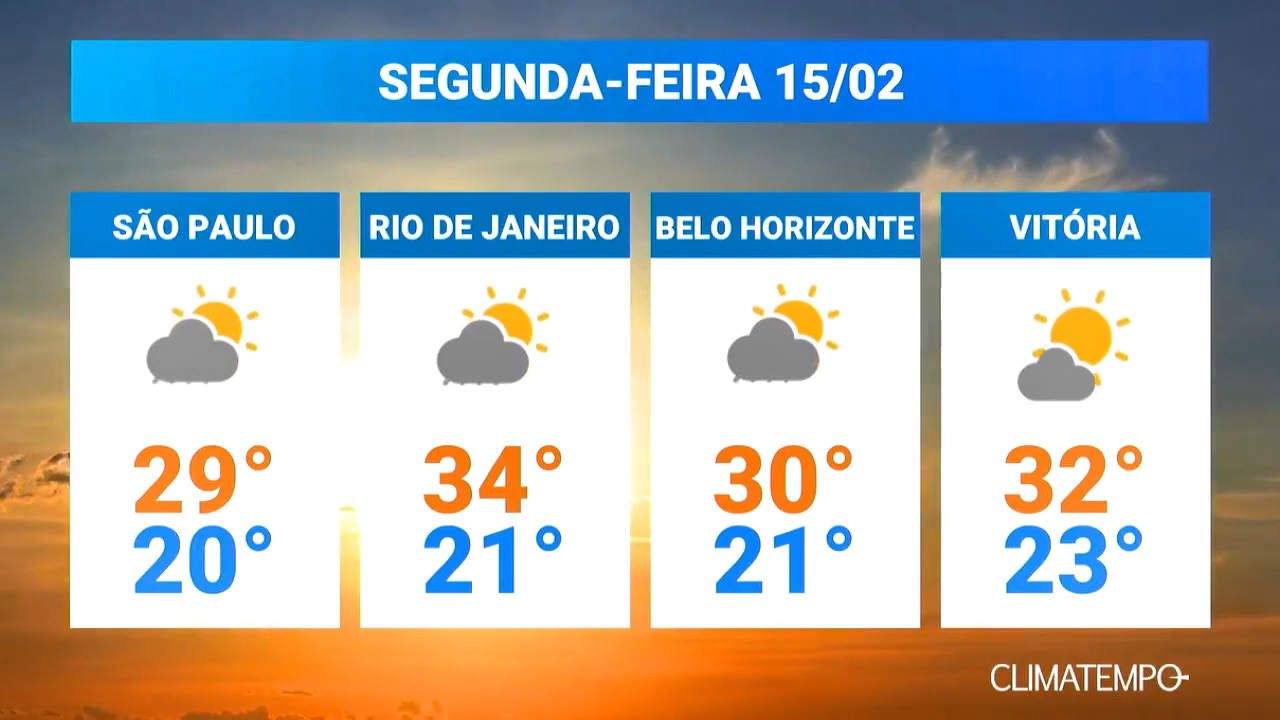 SEGUNDA-FEIRA 15/02
SÃO PAULO
29°
20°
RIO DE JANEIRO
34°
21°
BELO HORIZONTE
30°
21°
VITÓRIA
32°
23°
CLIMATEMPO